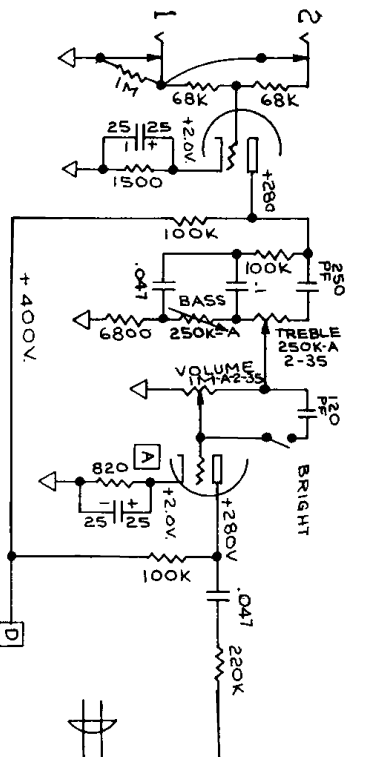 1
2
1M
68K
68K
25 25
- +
+2.0V.
1500
+280
100K
100K
250
PF
.047
BASS
.1
250K-A
6800
TREBLE
250K-A
2-35
+400V.
VOLUME
1M-A-2-35
120
PF
BRIGHT
A
820
- +
25 25
+2.0V.
+280V
100K
.047
220K
D